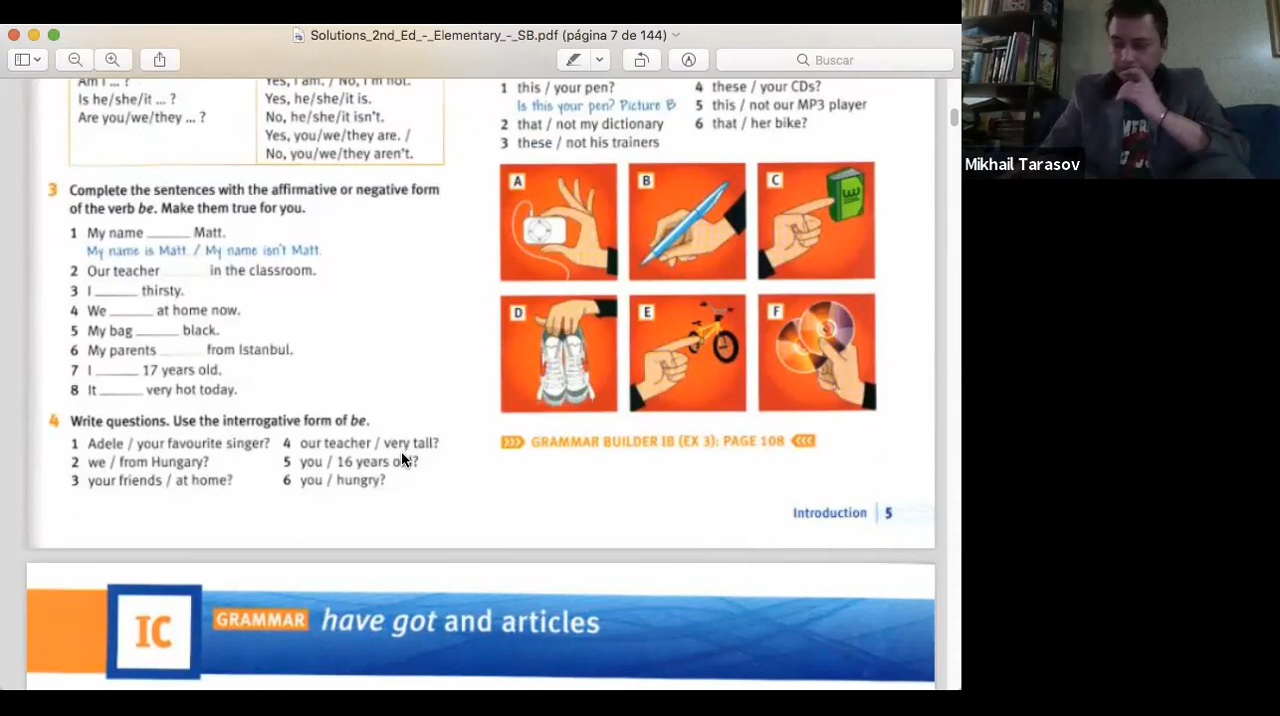 Solutions_2nd_Ed_-_Elementary_-_SB.pdf (página 7 de 144)
Buscar
Am I ... ?
Yes, I am. / No, I'm not.
Is he/she/it ... ?
Yes, he/she/it is.
No, he/she/it isn't.
Are you/we/they ... ?
Yes, you/we/they are. /
No, you/we/they aren't.
3 Complete the sentences with the affirmative or negative form
of the verb be. Make them true for you.
1 My name ______ Matt.
My name is Matt. / My name isn't Matt.
2 Our teacher ______ in the classroom.
3 I ______ thirsty.
4 We ______ at home now.
5 My bag ______ black.
6 My parents ______ from Istanbul.
7 I ______ 17 years old.
8 It ______ very hot today.
4 Write questions. Use the interrogative form of be.
1 Adele / your favourite singer?
2 we / from Hungary?
3 your friends / at home?
4 our teacher / very tall?
5 you / 16 years old?
6 you / hungry?
1 this / your pen?
Is this your pen? Picture B
2 that / not my dictionary
3 these / not his trainers
4 these / your CDs?
5 this / not our MP3 player
6 that / her bike?
A
B
C
D
E
F
GRAMMAR BUILDER IB (EX 3): PAGE 108
Introduction 5
IC
GRAMMAR have got and articles
Mikhail Tarasov